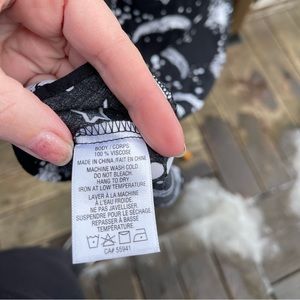 BODY / CORPS
100 % VISCOSE
MADE IN CHINA /FAIT EN CHINE
MACHINE WASH COLD
DO NOT BLEACH.
HANG TO DRY
IRON AT LOW TEMPERATURE
LAVER À LA MACHINE
À L'EAU FROIDE
NE PAS JAVELLISER
SUSPENDRE POUR LE SÉCHAGE
REPASSER À BASSE
TEMPÉRATURE
CA# 55941